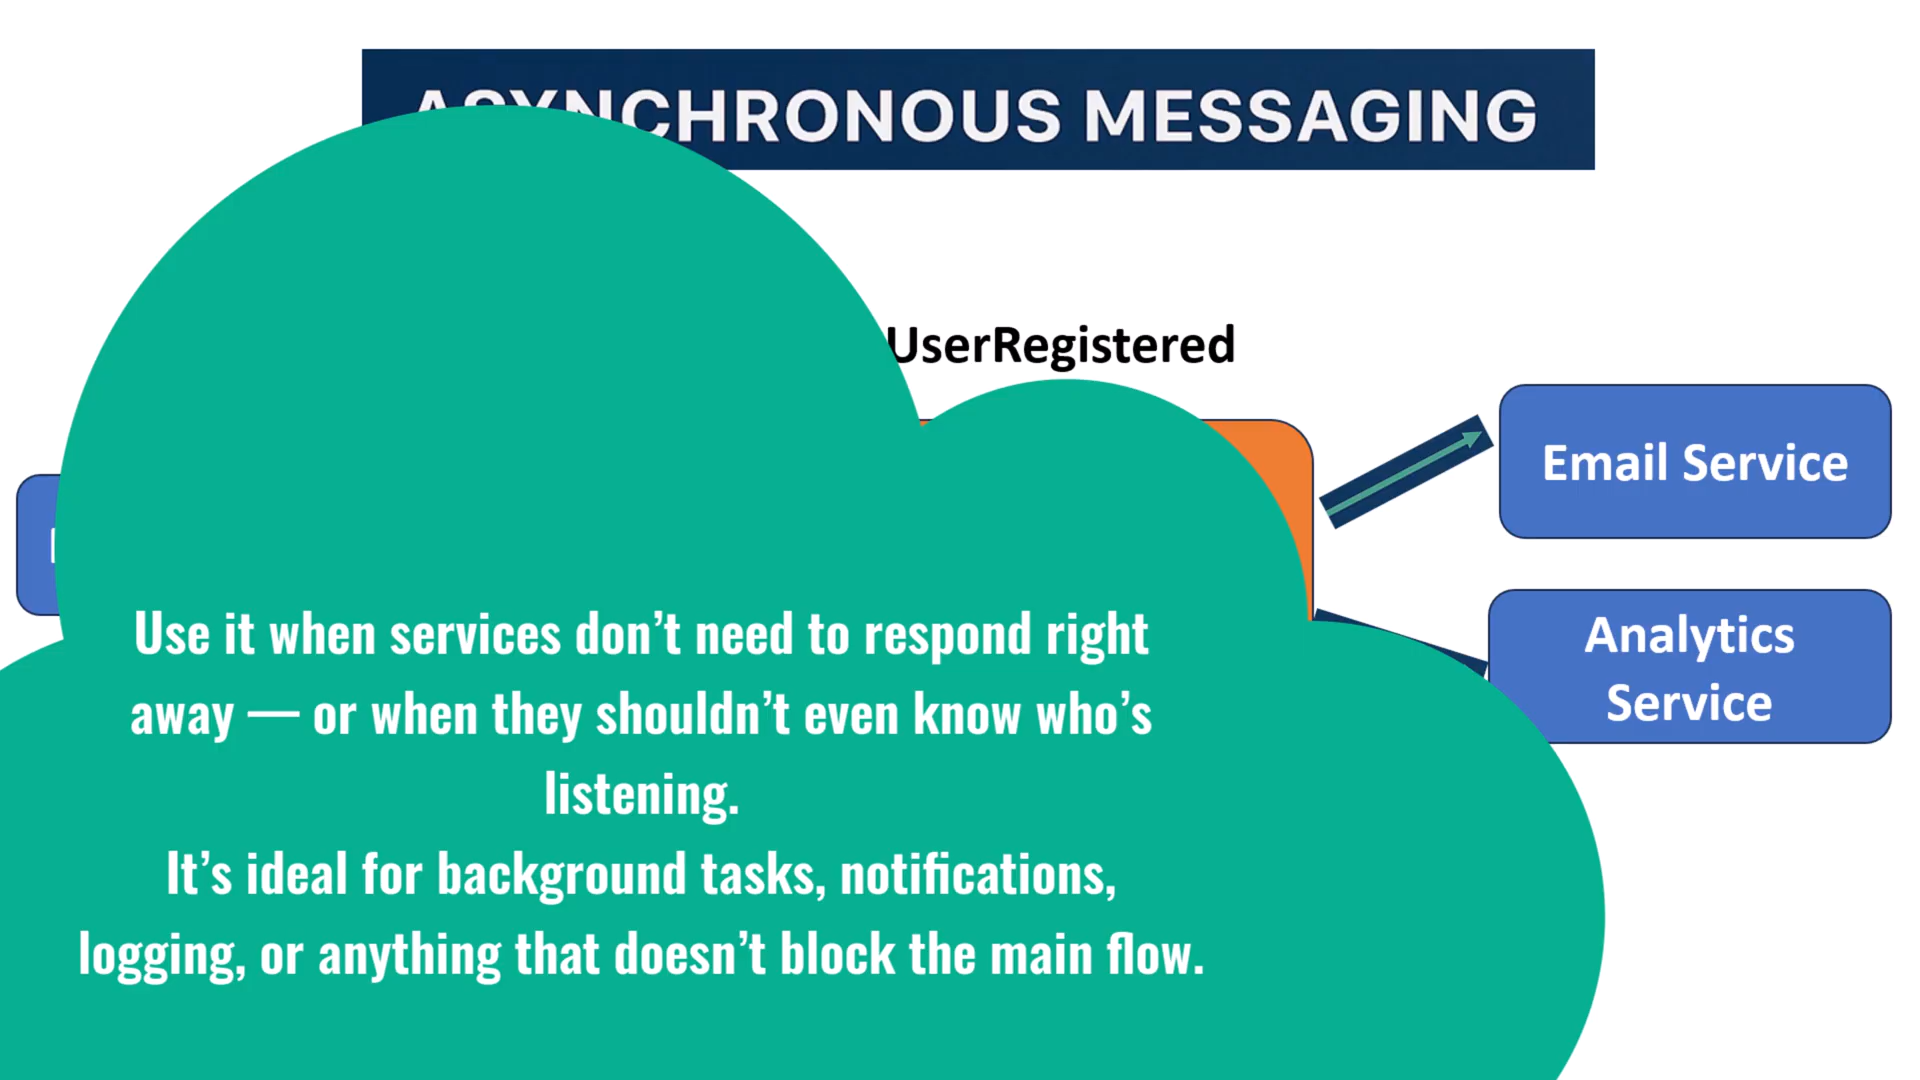 ASYNCHRONOUS MESSAGING
UserRegistered
Email Service
Analytics
Service
Use it when services don’t need to respond right
away — or when they shouldn’t even know who’s
listening.
It’s ideal for background tasks, notifications,
logging, or anything that doesn’t block the main flow.